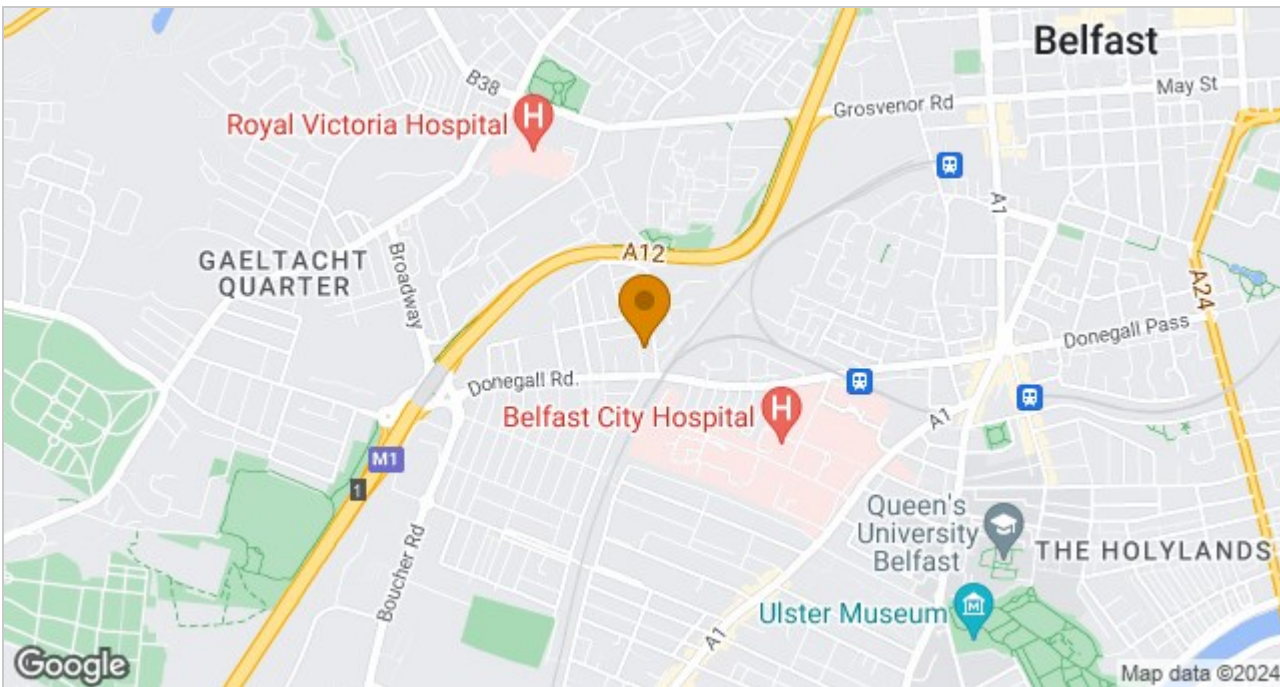 Belfast
May St
B38
Grosvenor Rd
Royal Victoria Hospital
H
A1
Broadway
A12
GAELTACHT
QUARTER
A24
Donegall Pass
Donegall Rd.
H
Belfast City Hospital
A1
M1
1
Queen's
University
Belfast
THE HOLYLANDS
Boucher Rd
Ulster Museum
M
A1
Google
Map data ©2024